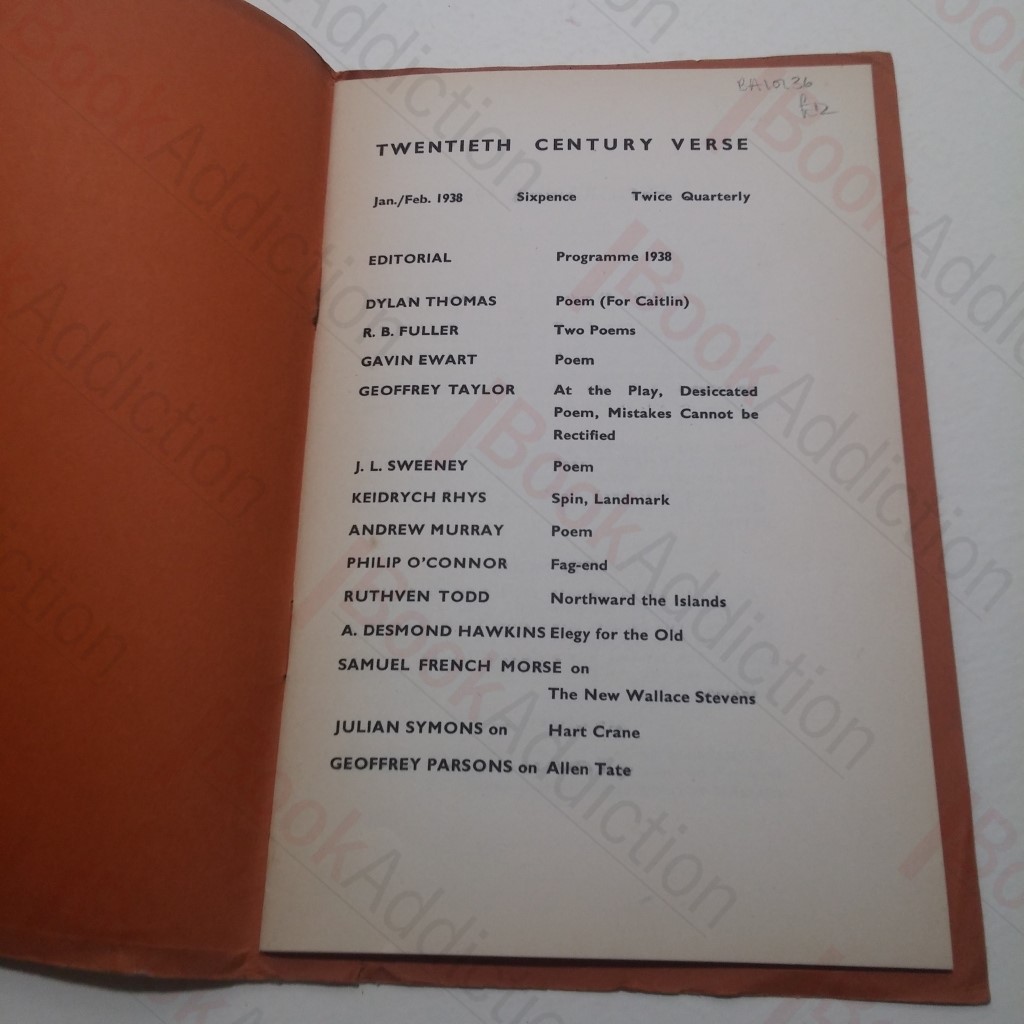 BA10236
£12
TWENTIETH CENTURY VERSE
Jan./Feb. 1938 Sixpence Twice Quarterly
EDITORIAL Programme 1938
DYLAN THOMAS Poem (For Caitlin)
R. B. FULLER Two Poems
GAVIN EWART Poem
GEOFFREY TAYLOR At the Play, Desiccated
Poem, Mistakes Cannot be
Rectified
J. L. SWEENEY Poem
KEIDRYCH RHYS Spin, Landmark
ANDREW MURRAY Poem
PHILIP O'CONNOR Fag-end
RUTHVEN TODD Northward the Islands
A. DESMOND HAWKINS Elegy for the Old
SAMUEL FRENCH MORSE on
The New Wallace Stevens
JULIAN SYMONS on Hart Crane
GEOFFREY PARSONS on Allen Tate
BookAddiction